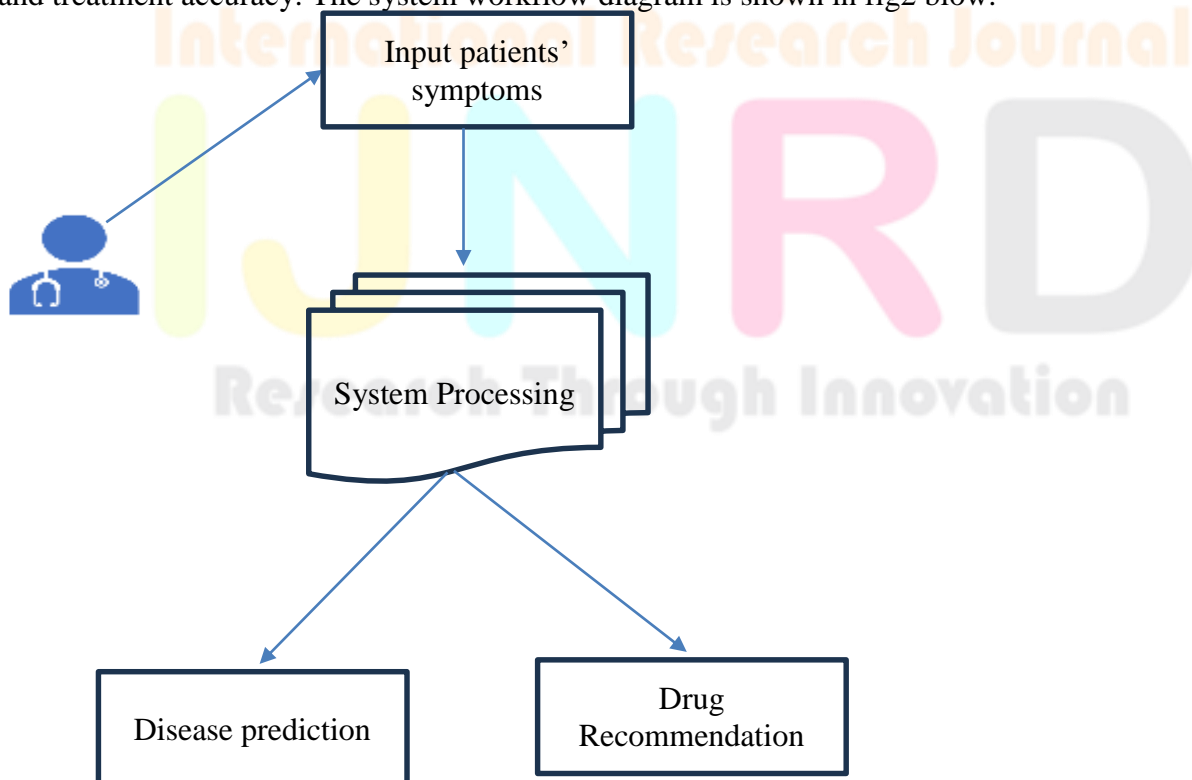 and treatment accuracy. The system workflow diagram is shown in fig2 blow.
International Research Journal
Input patients’
symptoms
IJNRD
System Processing
Research Through Innovation
Disease prediction
Drug
Recommendation